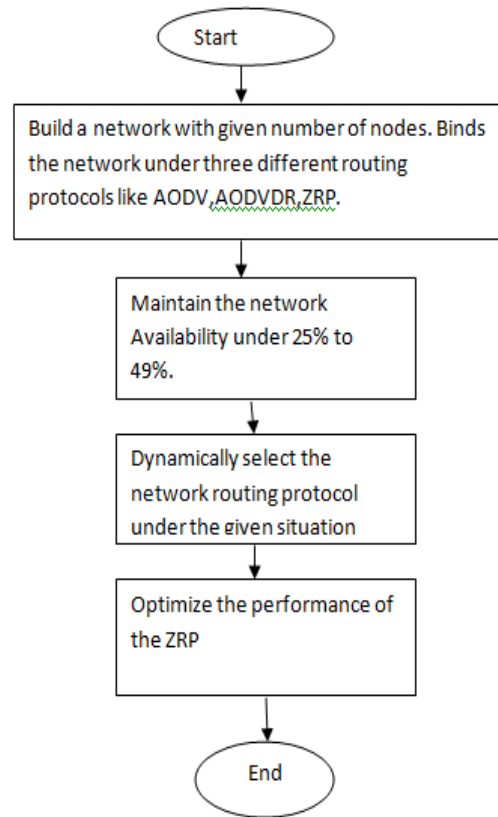 Start
Build a network with given number of nodes. Binds
the network under three different routing
protocols like AODV,AODVDR,ZRP.
Maintain the network
Availability under 25% to
49%.
Dynamically select the
network routing protocol
under the given situation
Optimize the performance of
the ZRP
End